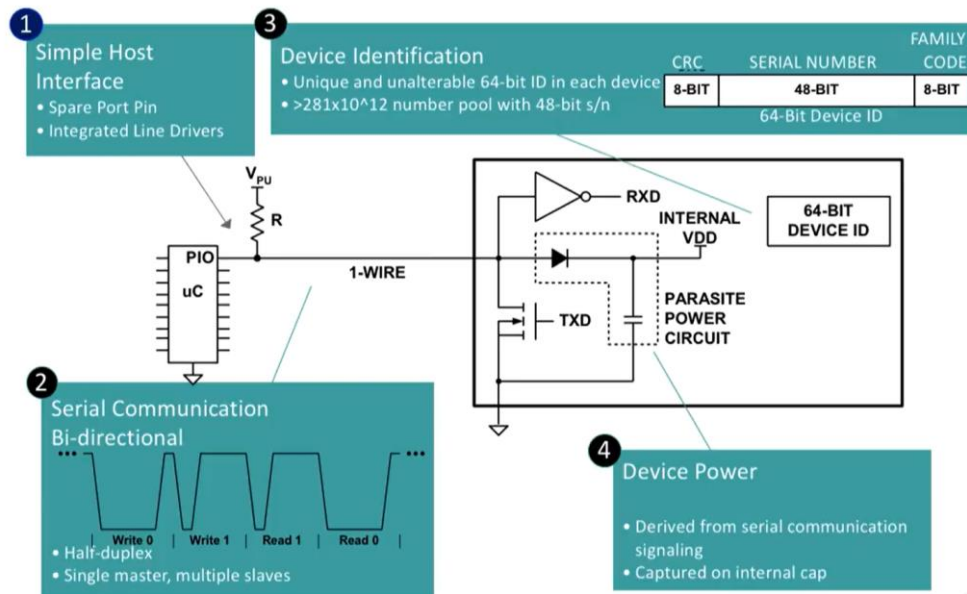 1
Simple Host
Interface
• Spare Port Pin
• Integrated Line Drivers
3
Device Identification
• Unique and unalterable 64-bit ID in each device
• >281x10^12 number pool with 48-bit s/n
FAMILY
CRC SERIAL NUMBER CODE
8-BIT 48-BIT 8-BIT
64-Bit Device ID
VPU
R
PIO
uC
1-WIRE
RXD
INTERNAL
VDD
64-BIT
DEVICE ID
TXD
PARASITE
POWER
CIRCUIT
2
Serial Communication
Bi-directional
••• •••
| Write 0 | Write 1 | Read 1 | Read 0 |
• Half-duplex
• Single master, multiple slaves
4
Device Power
• Derived from serial communication
signaling
• Captured on internal cap